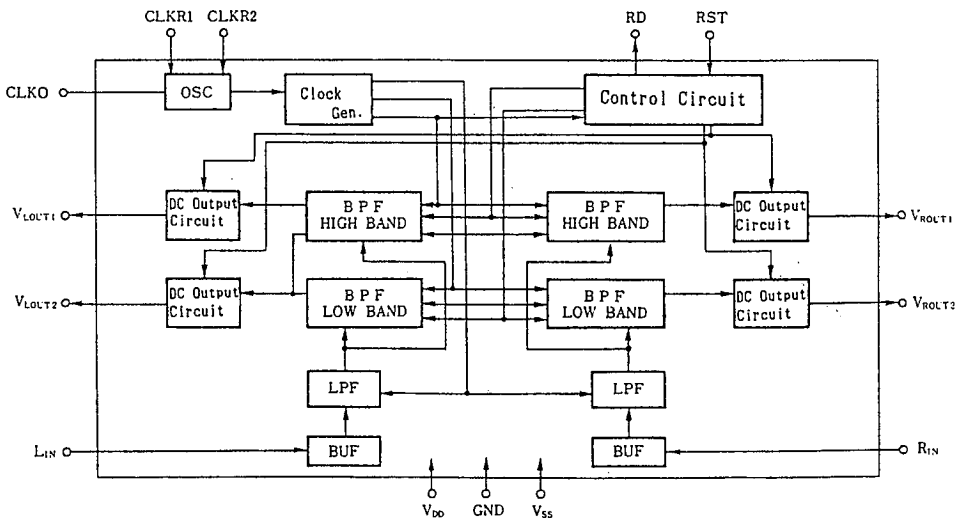 CLKR1 CLKR2
RD RST
CLKO
OSC
Clock
Gen.
Control Circuit
VLOUT1
DC Output
Circuit
B P F
HIGH BAND
B P F
HIGH BAND
DC Output
Circuit
VROUT1
VLOUT2
DC Output
Circuit
B P F
LOW BAND
B P F
LOW BAND
DC Output
Circuit
VROUT2
LPF
LPF
LIN
BUF
BUF
RIN
VDD GND VSS